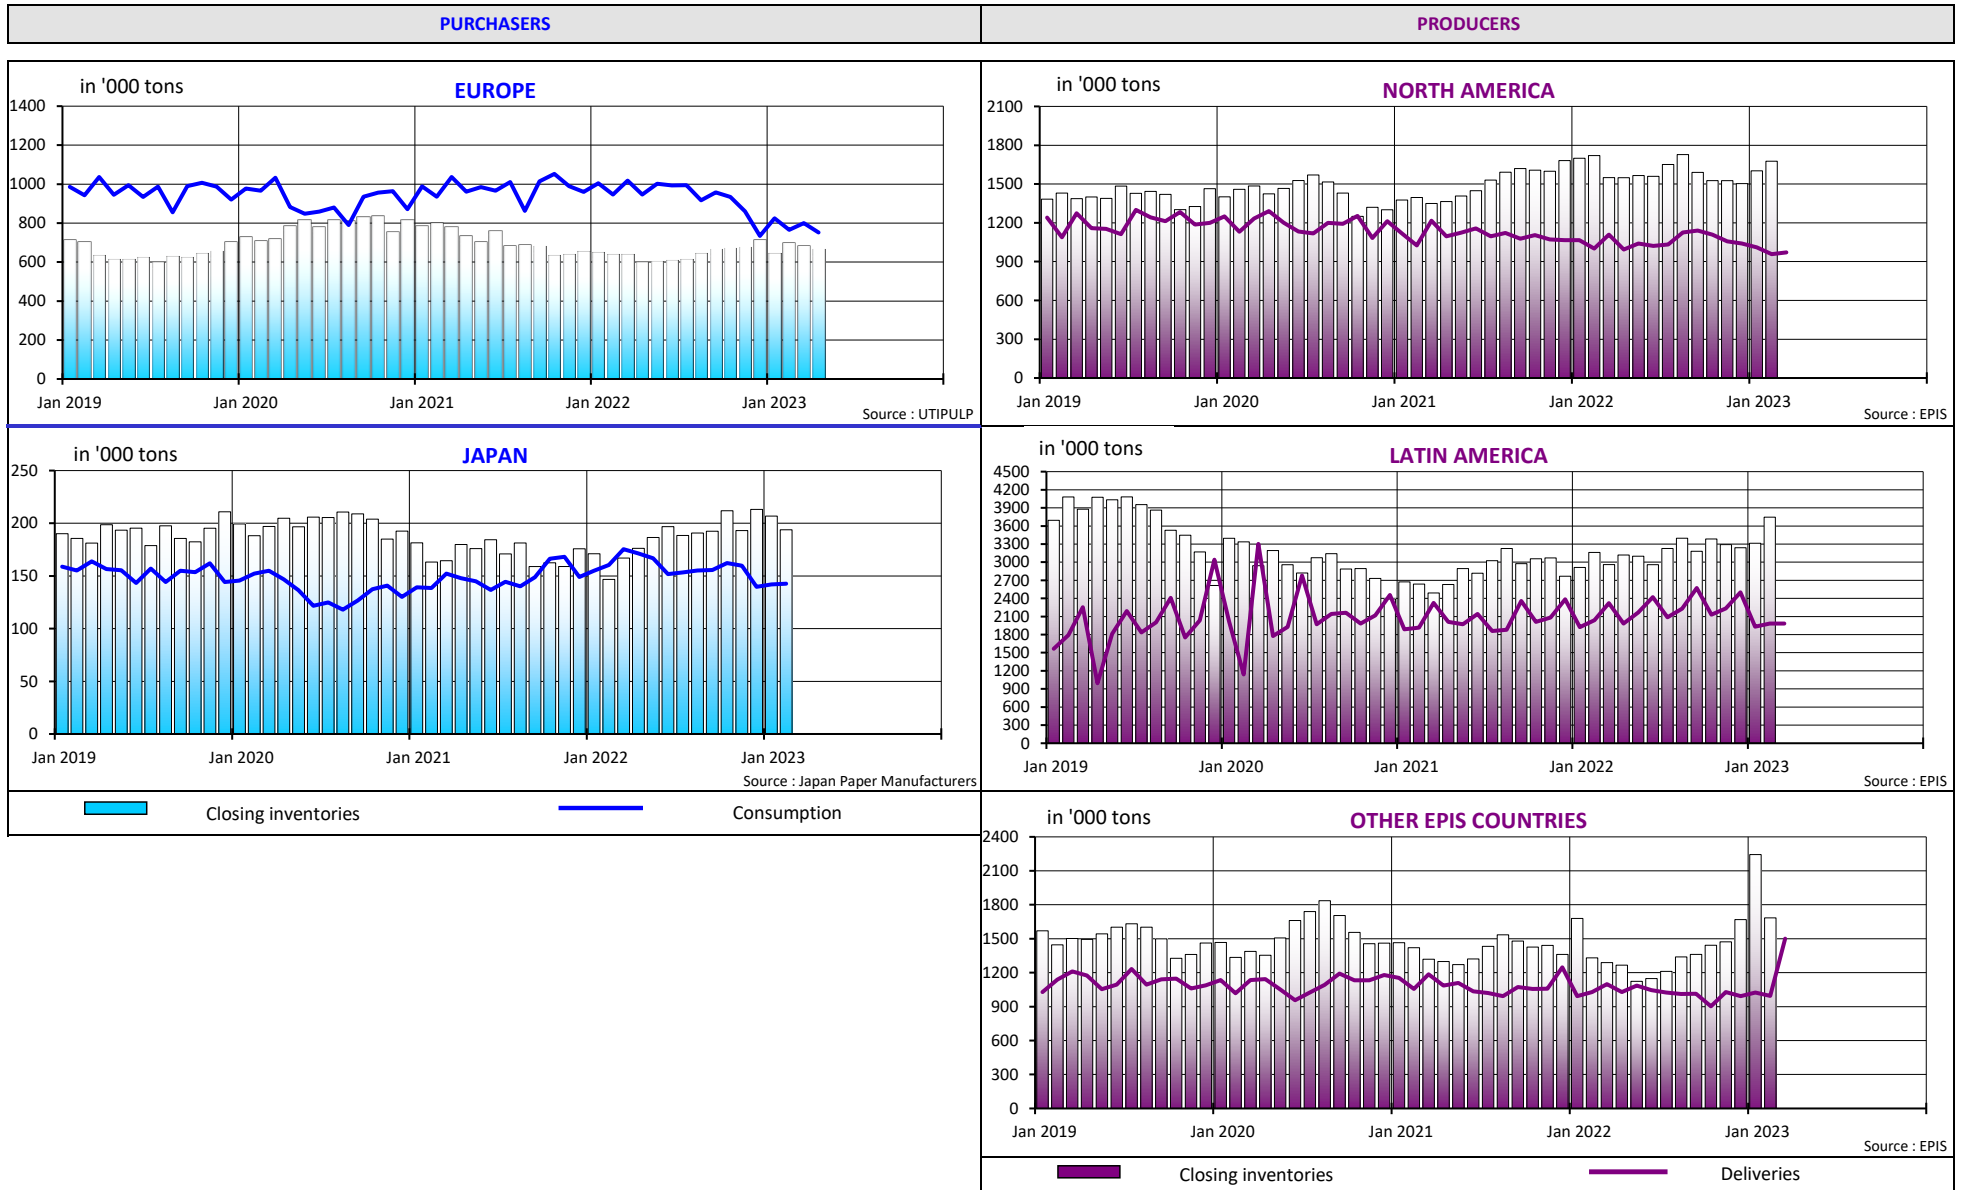 PURCHASERS
PRODUCERS
in '000 tons
EUROPE
1400
1200
1000
800
600
400
200
0
Jan 2019 Jan 2020 Jan 2021 Jan 2022 Jan 2023
Source : UTIPULP
in '000 tons
JAPAN
250
200
150
100
50
0
Jan 2019 Jan 2020 Jan 2021 Jan 2022 Jan 2023
Source : Japan Paper Manufacturers
Closing inventories Consumption
in '000 tons
NORTH AMERICA
2100
1800
1500
1200
900
600
300
0
Jan 2019 Jan 2020 Jan 2021 Jan 2022 Jan 2023
Source : EPIS
in '000 tons
LATIN AMERICA
4500
4200
3900
3600
3300
3000
2700
2400
2100
1800
1500
1200
900
600
300
0
Jan 2019 Jan 2020 Jan 2021 Jan 2022 Jan 2023
Source : EPIS
in '000 tons
OTHER EPIS COUNTRIES
2400
2100
1800
1500
1200
900
600
300
0
Jan 2019 Jan 2020 Jan 2021 Jan 2022 Jan 2023
Source : EPIS
Closing inventories Deliveries